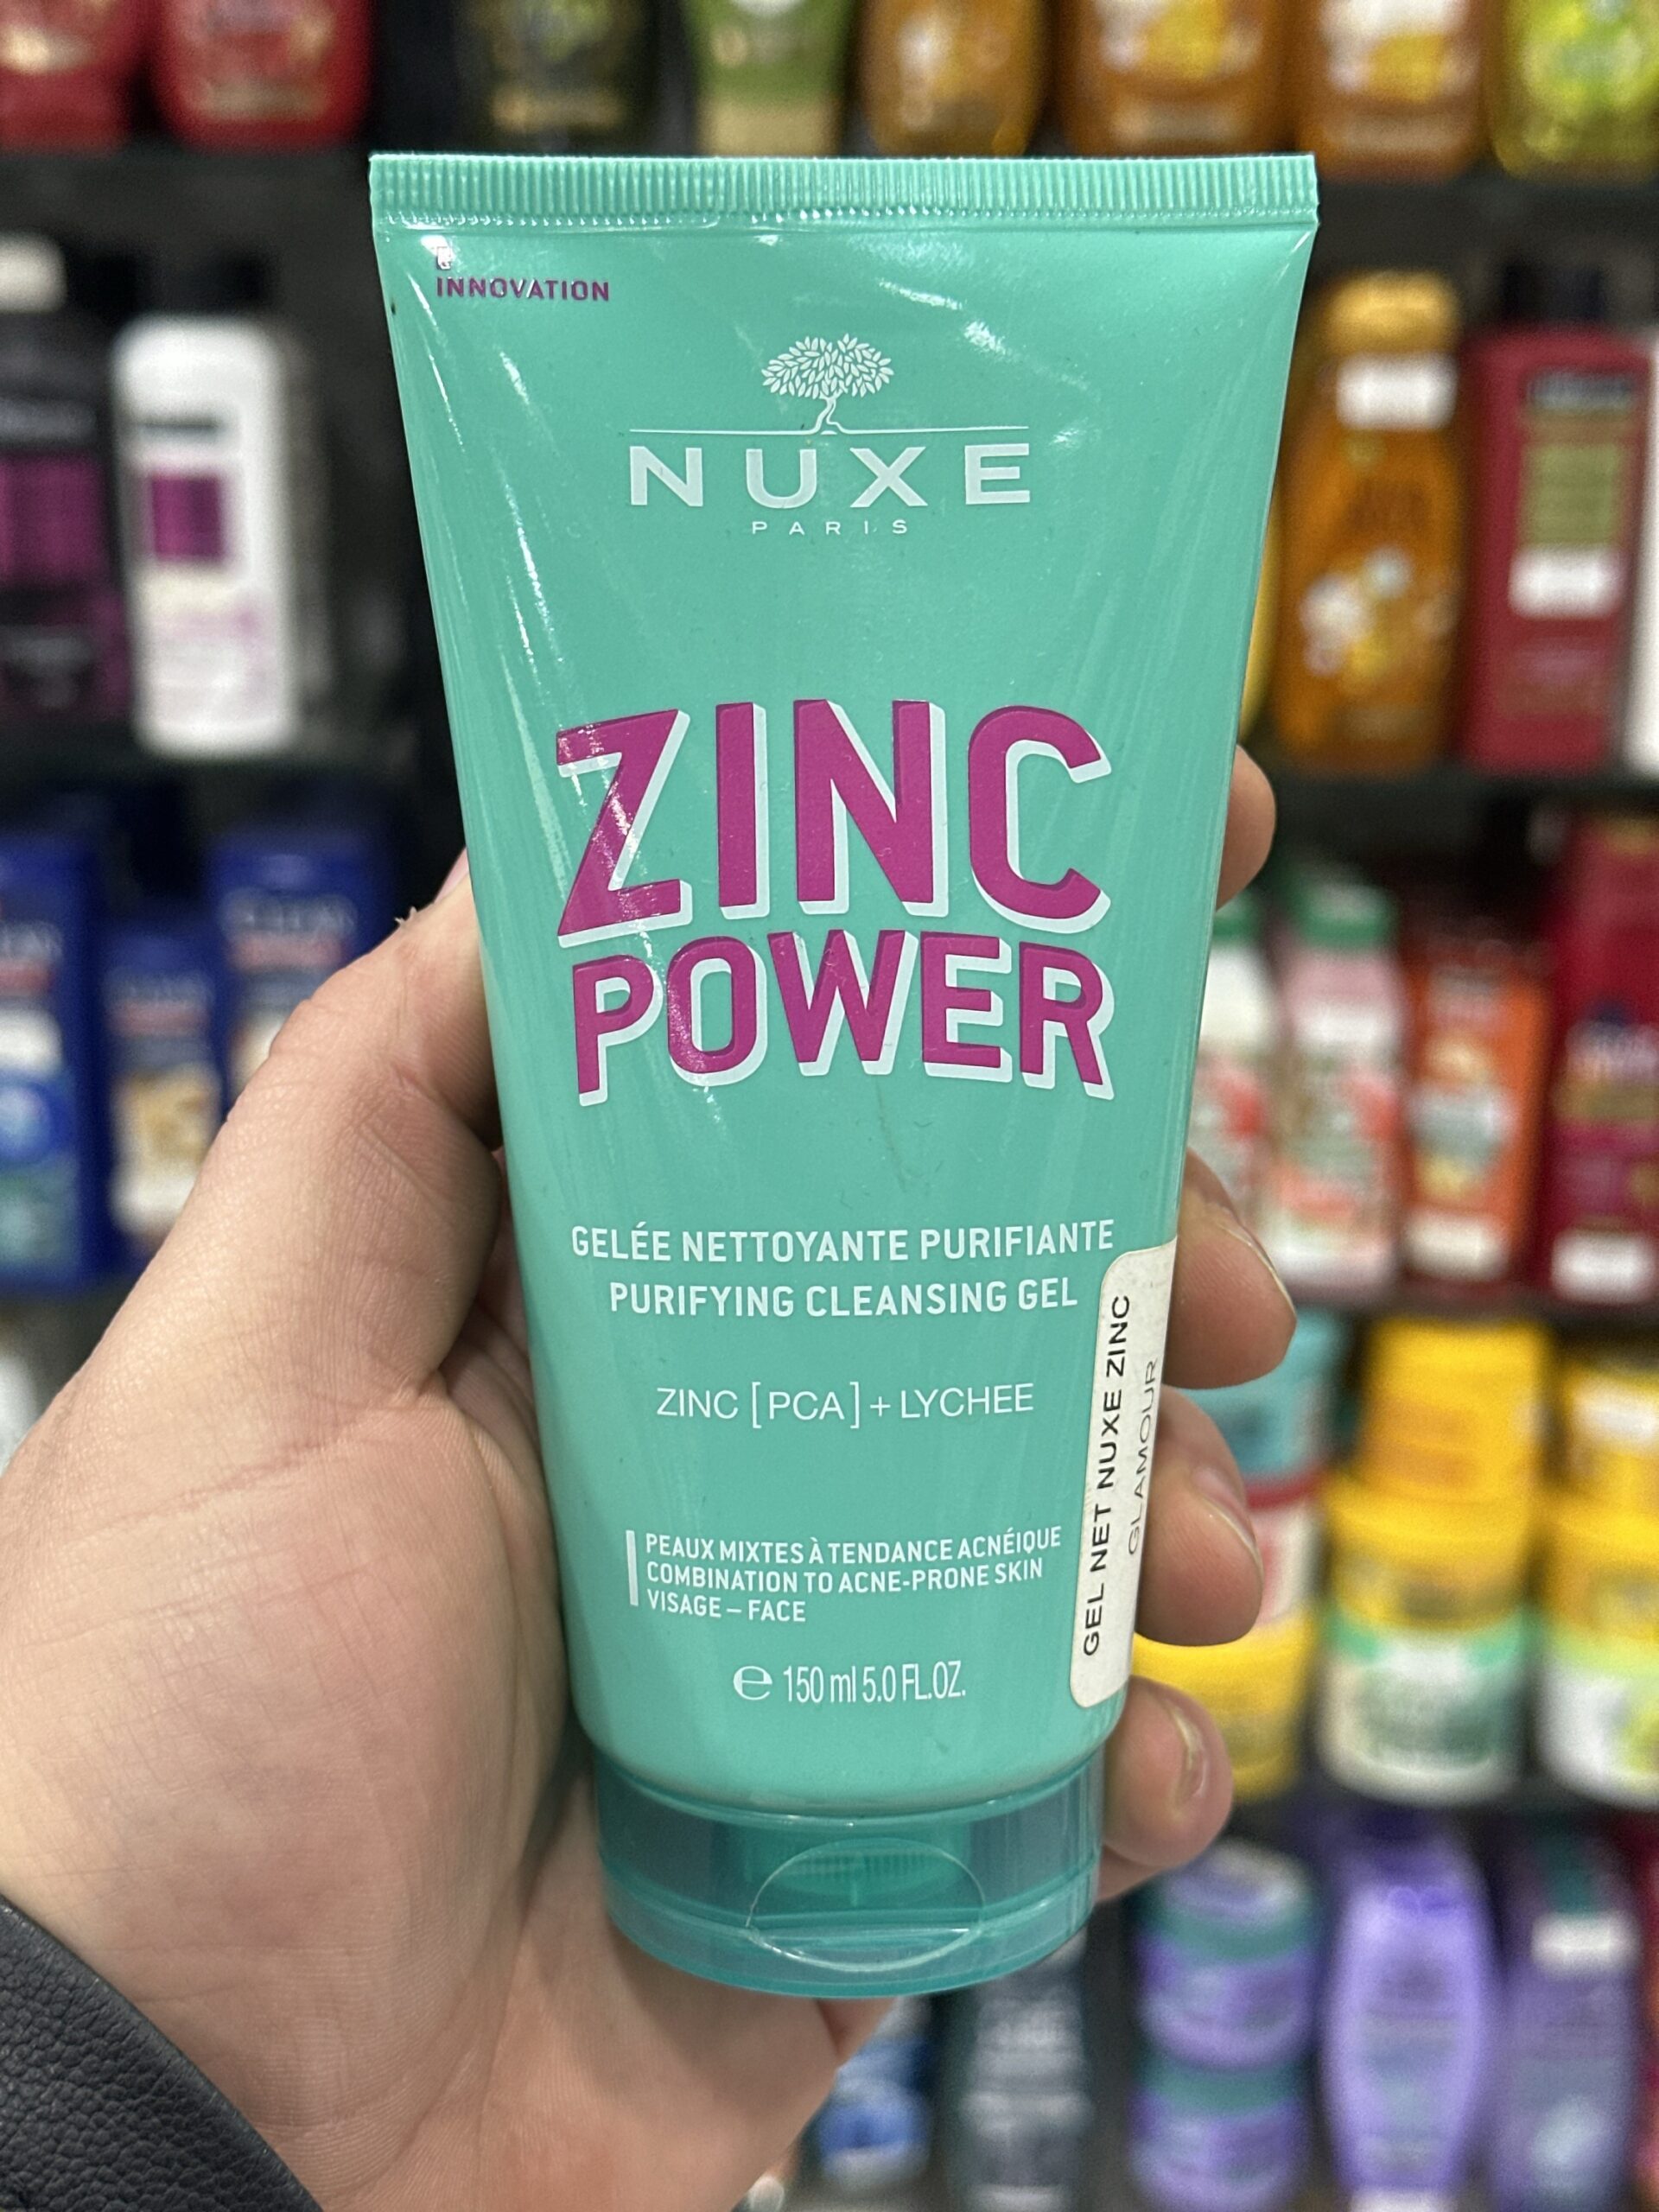 INNOVATION
NUXE
PARIS
ZINC
POWER
GELÉE NETTOYANTE PURIFIANTE
PURIFYING CLEANSING GEL
ZINC [PCA] + LYCHEE
PEAUX MIXTES À TENDANCE ACNÉIQUE
COMBINATION TO ACNE-PRONE SKIN
VISAGE – FACE
e 150 ml 5.0 FL.OZ.
GEL NET NUXE ZINC
GLAMOUR